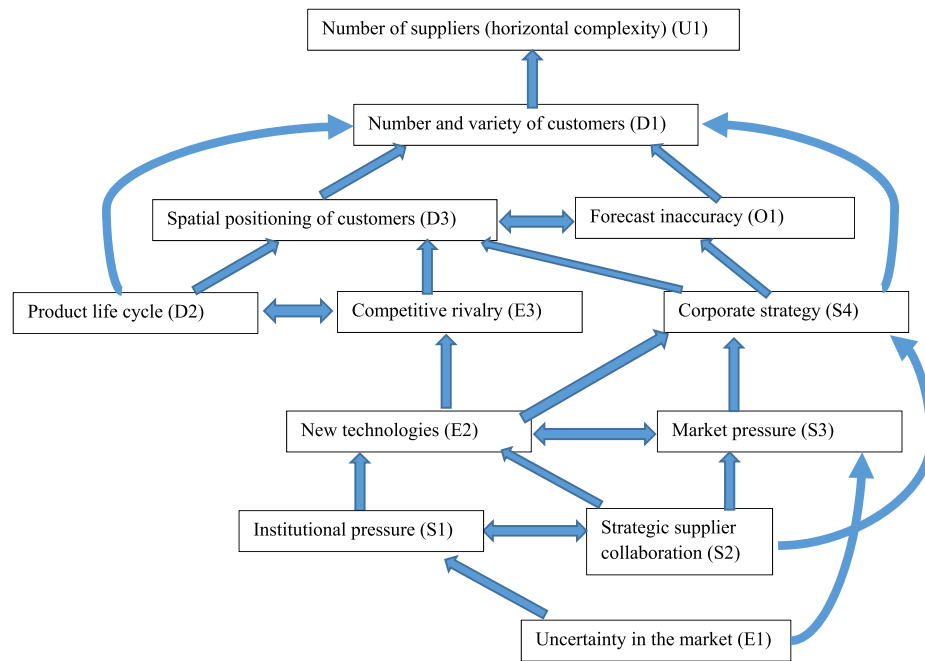 Number of suppliers (horizontal complexity) (U1)
Number and variety of customers (D1)
Spatial positioning of customers (D3)
Forecast inaccuracy (O1)
Product life cycle (D2)
Competitive rivalry (E3)
Corporate strategy (S4)
New technologies (E2)
Market pressure (S3)
Institutional pressure (S1)
Strategic supplier
collaboration (S2)
Uncertainty in the market (E1)